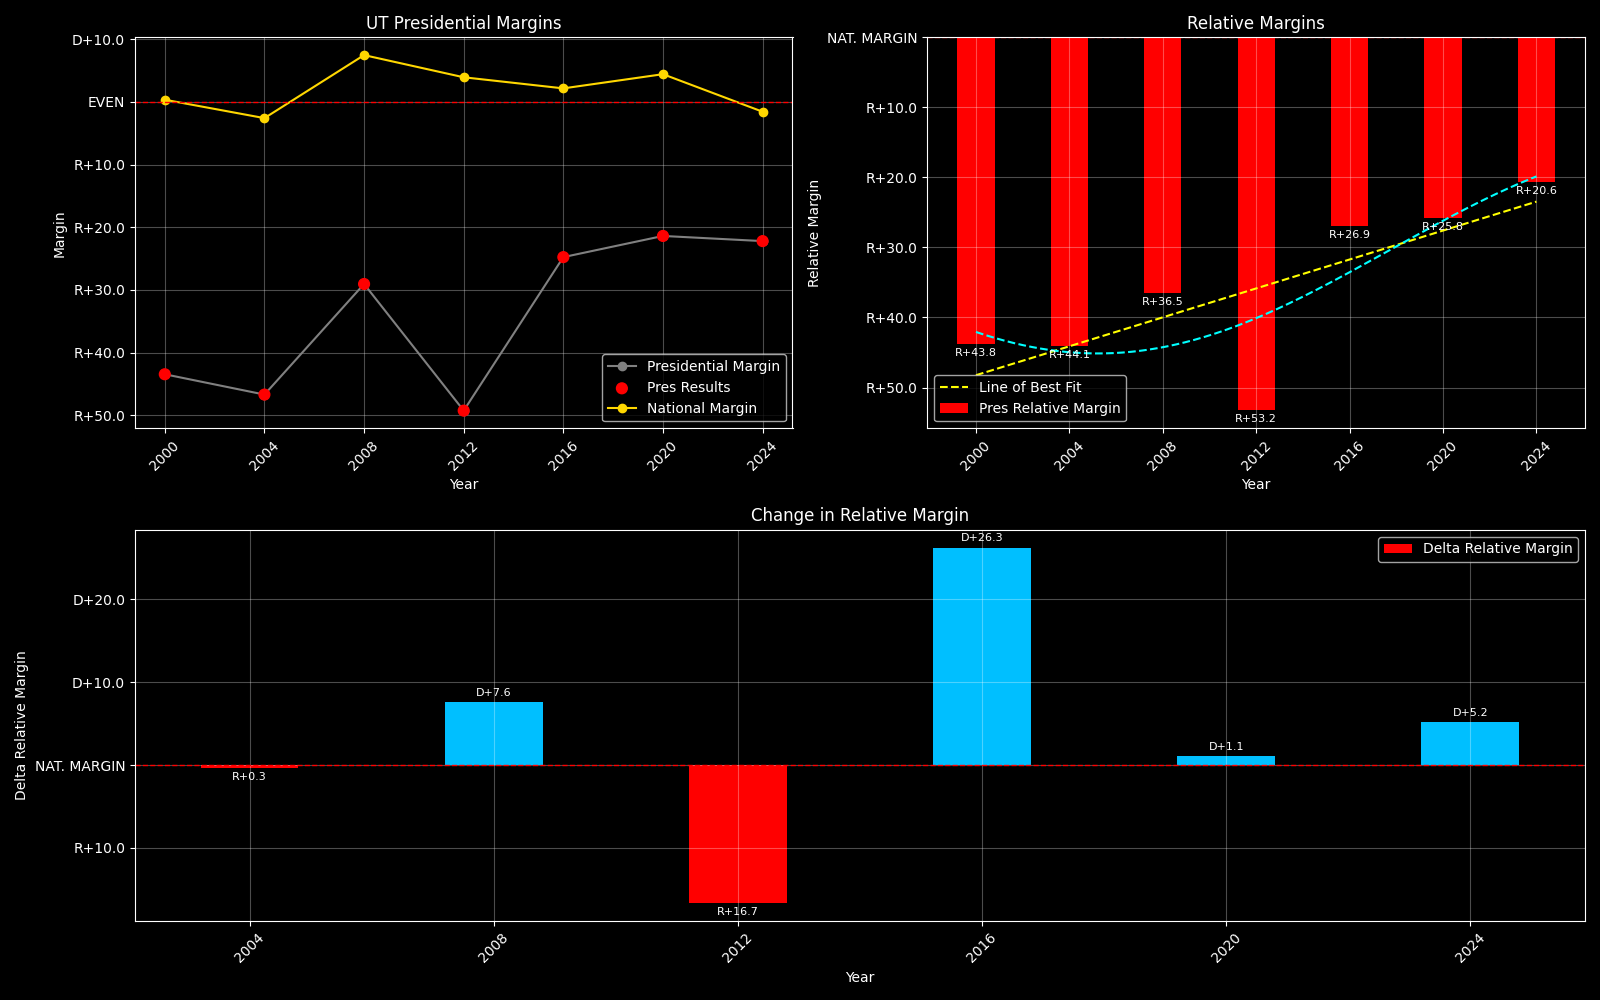 UT Presidential Margins
D+10.0
EVEN
R+10.0
R+20.0
R+30.0
R+40.0
R+50.0
Margin
2000
2004
2008
2012
2016
2020
2024
Year
Presidential Margin
Pres Results
National Margin
Relative Margins
NAT. MARGIN
R+10.0
R+20.0
R+30.0
R+40.0
R+50.0
Relative Margin
R+43.8
R+44.1
R+36.5
R+53.2
R+26.9
R+25.8
R+20.6
Line of Best Fit
Pres Relative Margin
2000
2004
2008
2012
2016
2020
2024
Year
Change in Relative Margin
D+20.0
D+10.0
NAT. MARGIN
R+10.0
Delta Relative Margin
R+0.3
D+7.6
R+16.7
D+26.3
D+1.1
D+5.2
Delta Relative Margin
2004
2008
2012
2016
2020
2024
Year